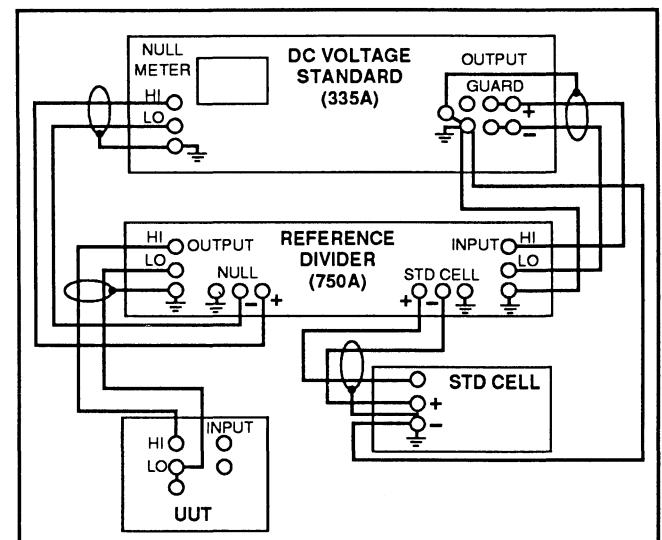 NULL
METER
DC VOLTAGE
STANDARD
(335A)
OUTPUT
GUARD
HI
LO
+
−
HI
LO
OUTPUT
REFERENCE
DIVIDER
(750A)
INPUT
HI
LO
NULL
− +
STD CELL
+ −
STD CELL
+
−
INPUT
HI
LO
UUT